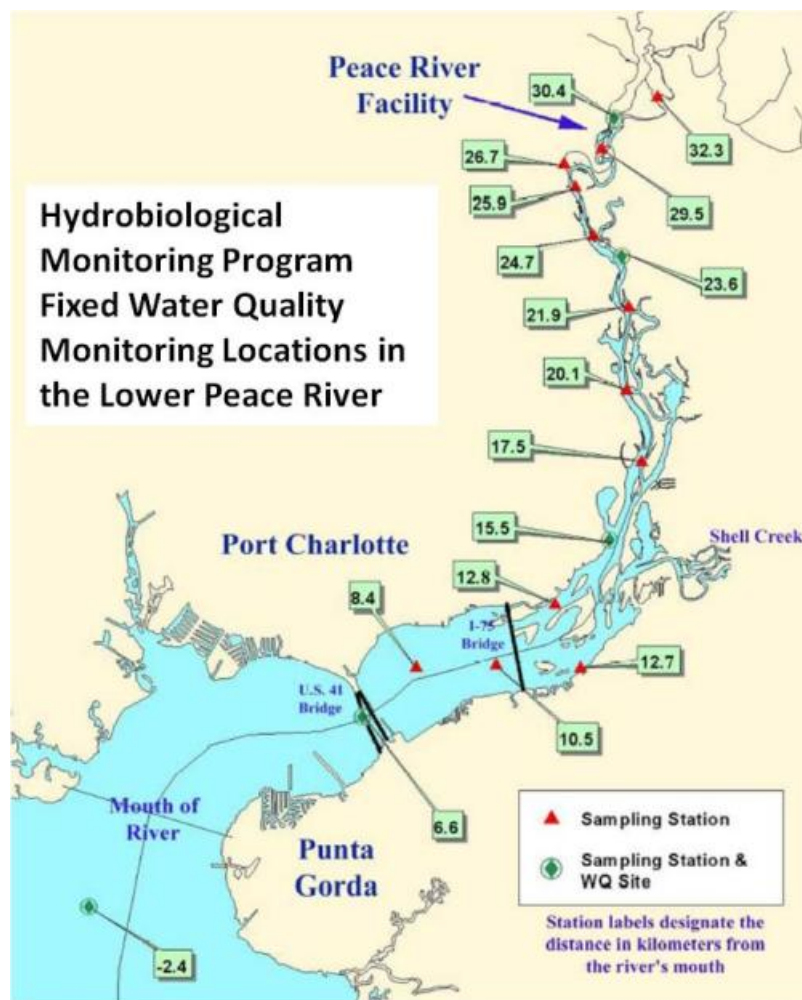 Peace River
Facility
30.4
32.3
26.7
29.5
25.9
Hydrobiological
Monitoring Program
Fixed Water Quality
Monitoring Locations in
the Lower Peace River
24.7
23.6
21.9
20.1
17.5
15.5
Shell Creek
Port Charlotte
12.8
8.4
I-75
Bridge
12.7
U.S. 41
Bridge
10.5
Mouth of
River
6.6
Punta
Gorda
Sampling Station
Sampling Station &
WQ Site
Station labels designate the
distance in kilometers from
the river's mouth
-2.4